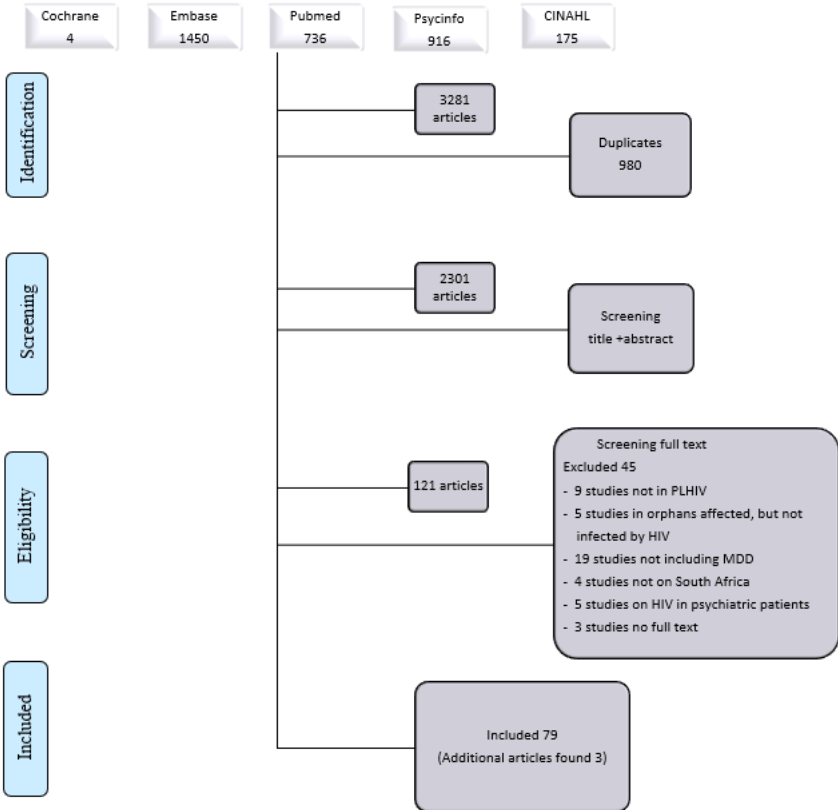 Cochrane
4
Embase
1450
Pubmed
736
Psycinfo
916
CINAHL
175
Identification
3281
articles
Duplicates
980
Screening
2301
articles
Screening
title +abstract
Eligibility
121 articles
Screening full text
Excluded 45
- 9 studies not in PLHIV
- 5 studies in orphans affected, but not
infected by HIV
- 19 studies not including MDD
- 4 studies not on South Africa
- 5 studies on HIV in psychiatric patients
- 3 studies no full text
Included
Included 79
(Additional articles found 3)